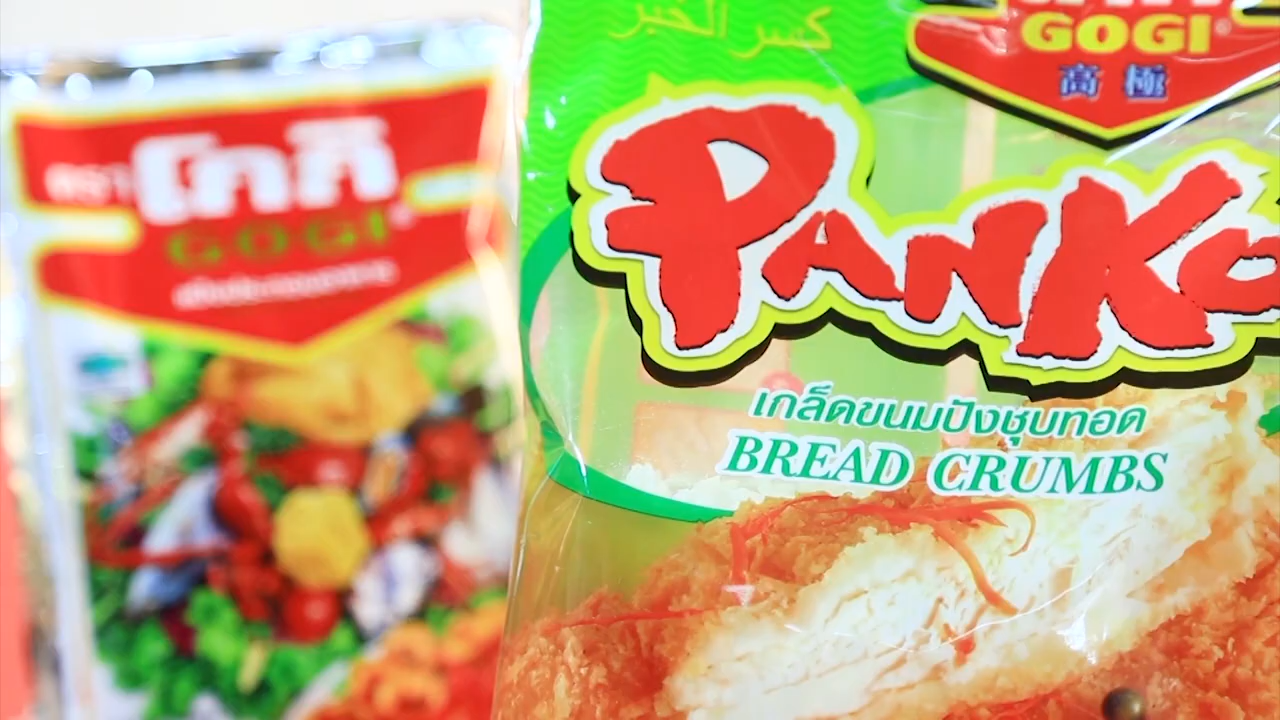 ตรา โกกิ
GOGI
كسر الخبر
GOGI
高極
PANKO
เกล็ดขนมปังชุบทอด
BREAD CRUMBS